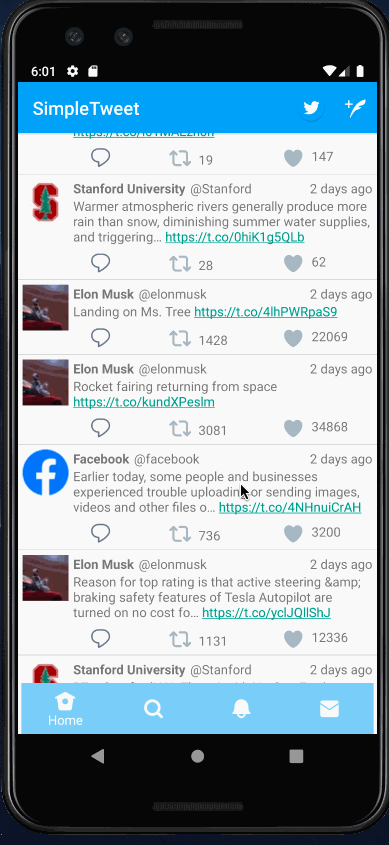 6:01
SimpleTweet
19 147
Stanford University @Stanford 2 days ago
Warmer atmospheric rivers generally produce more
rain than snow, diminishing summer water supplies,
and triggering… https://t.co/0hiK1g5QLb
28 62
Elon Musk @elonmusk 2 days ago
Landing on Ms. Tree https://t.co/4lhPWRpaS9
1428 22069
Elon Musk @elonmusk 2 days ago
Rocket fairing returning from space
https://t.co/kundXPeslm
3081 34868
Facebook @facebook 2 days ago
Earlier today, some people and businesses
experienced trouble uploading or sending images,
videos and other files o… https://t.co/4NHnuiCrAH
736 3200
Elon Musk @elonmusk 2 days ago
Reason for top rating is that active steering &amp;
braking safety features of Tesla Autopilot are
turned on no cost fo… https://t.co/ycljJQllShJ
1131 12336
Stanford University @Stanford 2 days ago
Home